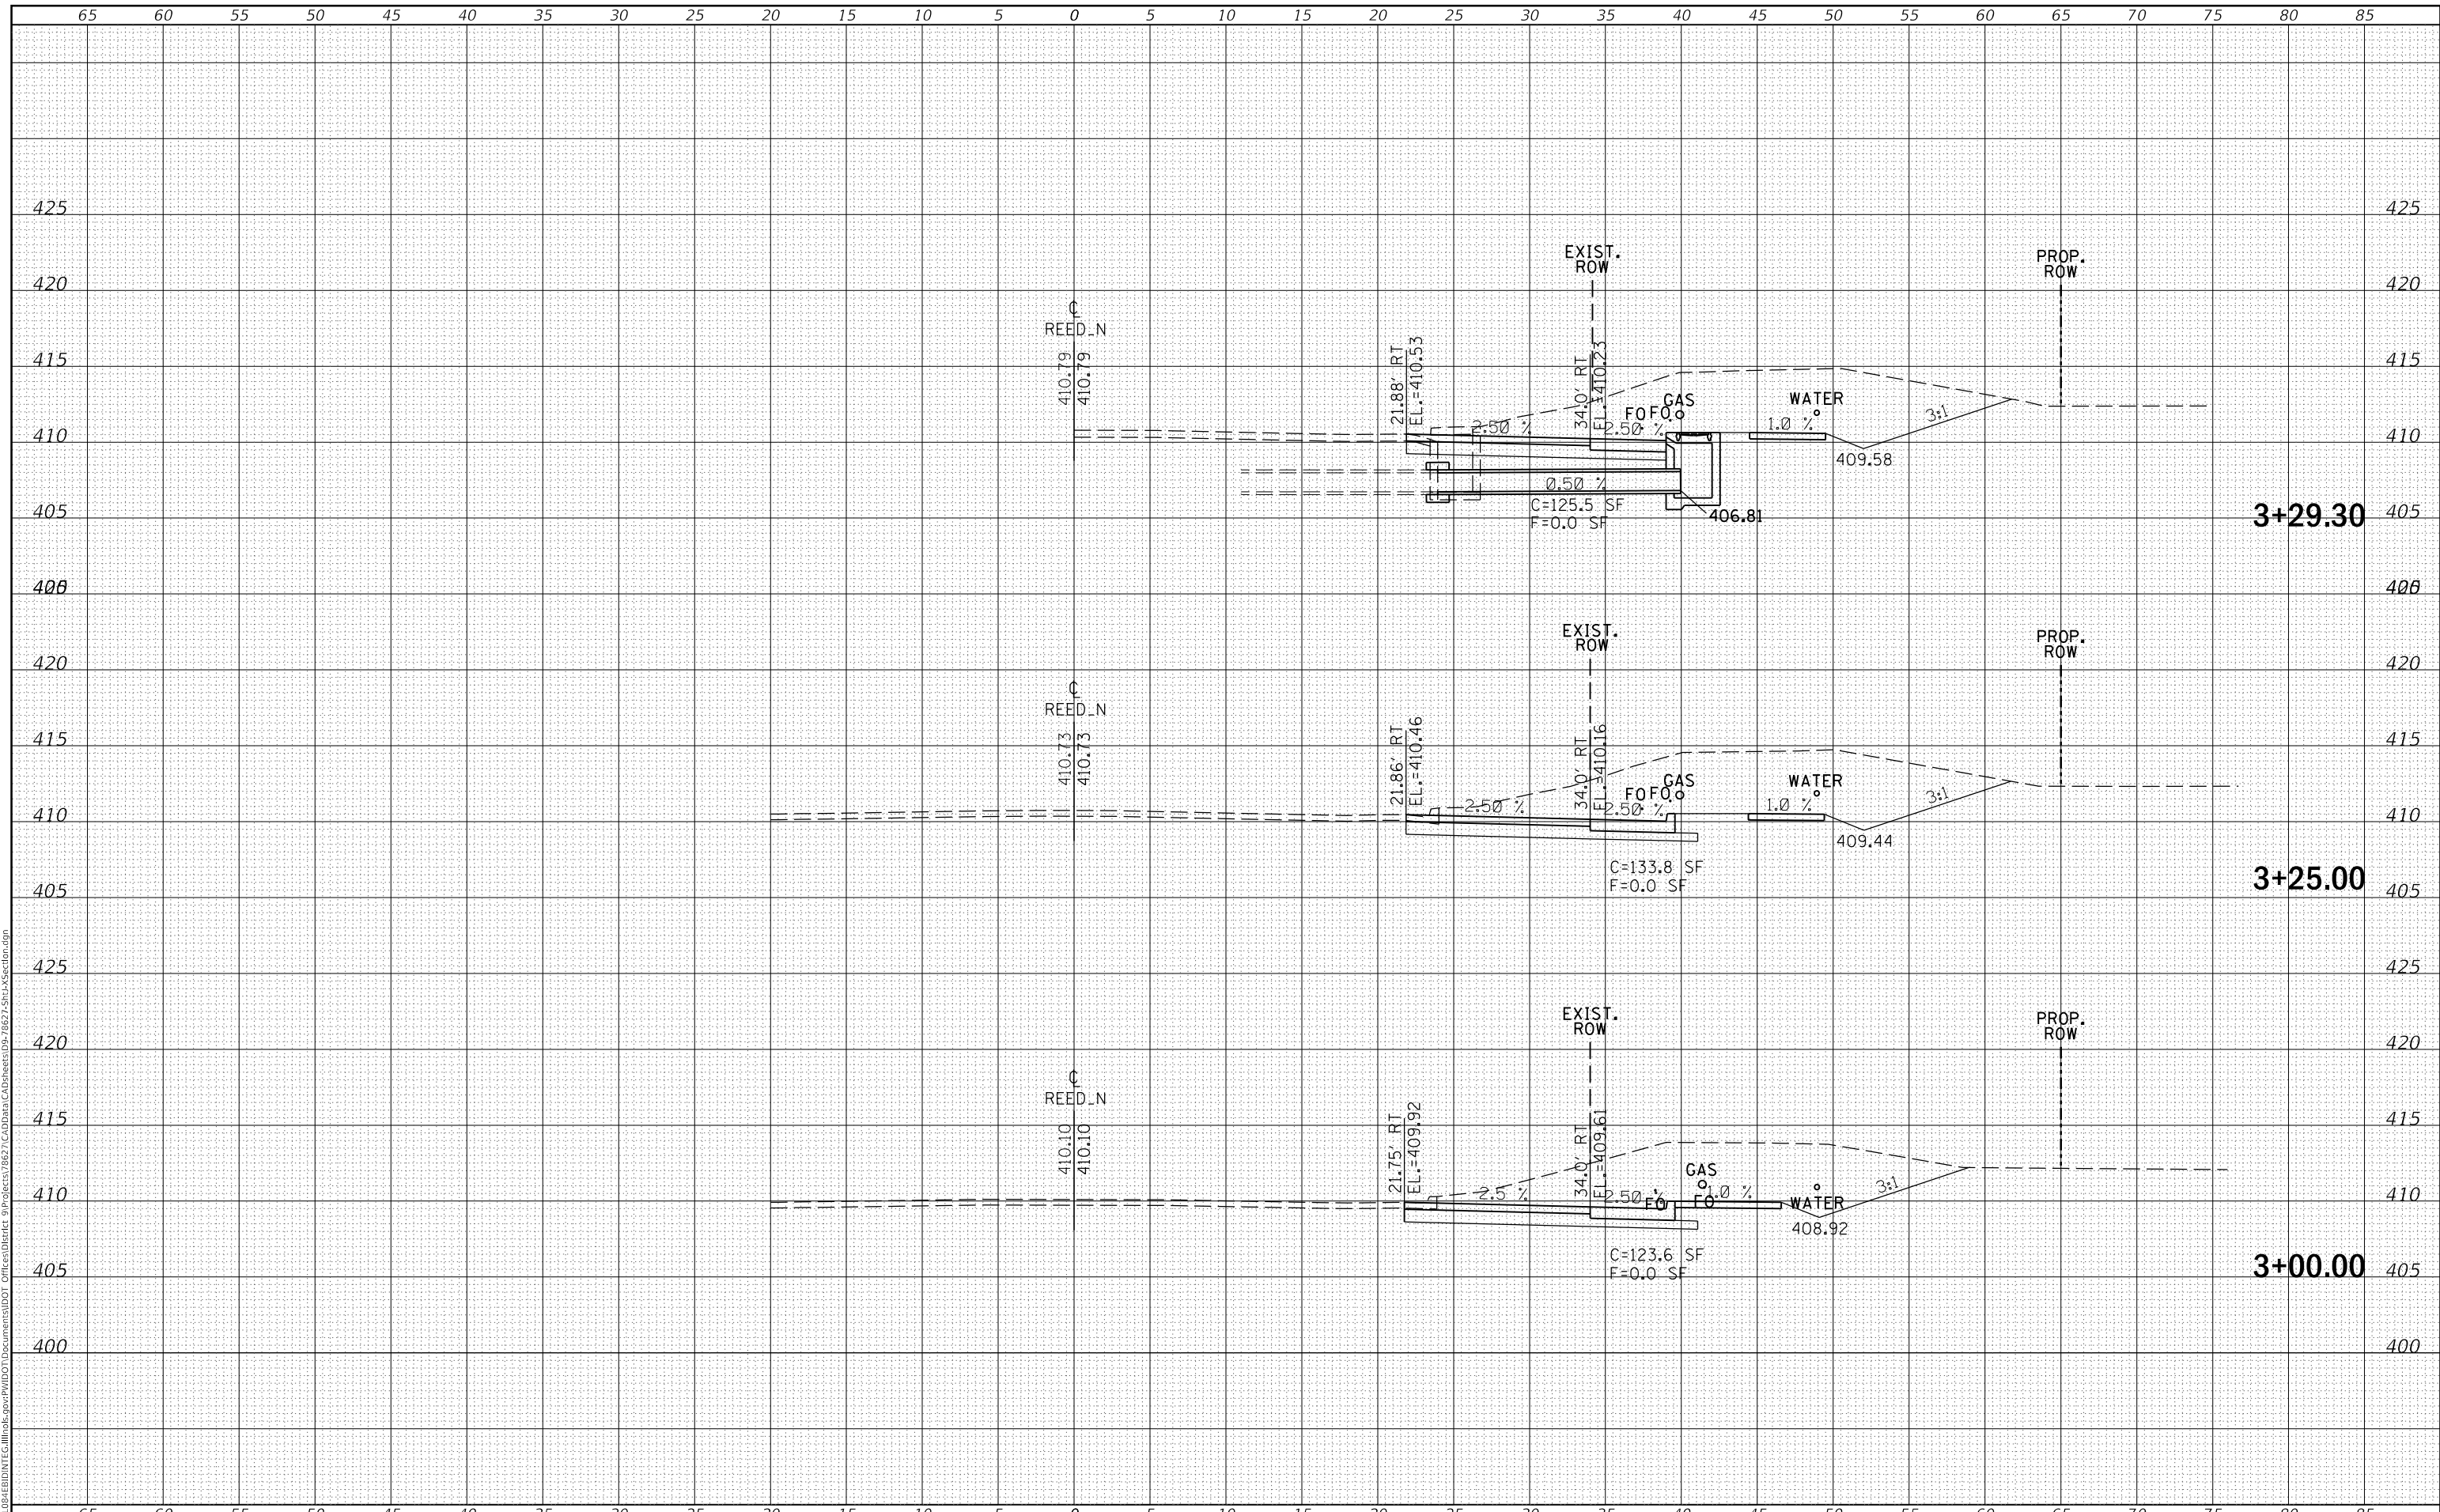 65 60 55 50 45 40 35 30 25 20 15 10 5 0 5 10 15 20 25 30 35 40 45 50 55 60 65 70 75 80 85
425 425
EXIST.
ROW
PROP.
ROW
420 420
℄
REED_N
415 415
410.79
410.79
21.88' RT
EL.=410.53
34.0' RT
EL.=410.23
GAS
FO FO
WATER
2.50 %
2.50 %
1.0 %
3:1
410 410
409.58
0.50 %
C=125.5 SF
F=0.0 SF
406.81
3+29.30
405 405
EXIST.
ROW
PROP.
ROW
420 420
℄
REED_N
415 415
410.73
410.73
21.86' RT
EL.=410.46
34.0' RT
EL.=410.16
GAS
FO FO
WATER
2.50 %
2.50 %
1.0 %
3:1
410 410
409.44
C=133.8 SF
F=0.0 SF
3+25.00
405 405
425 425
EXIST.
ROW
PROP.
ROW
420 420
℄
REED_N
415 415
410.10
410.10
21.75' RT
EL.=409.92
34.0' RT
EL.=409.61
GAS
2.5 %
2.50 %
1.0 %
3:1
FO FO
WATER
410 410
408.92
C=123.6 SF
F=0.0 SF
3+00.00
405 405
400 400